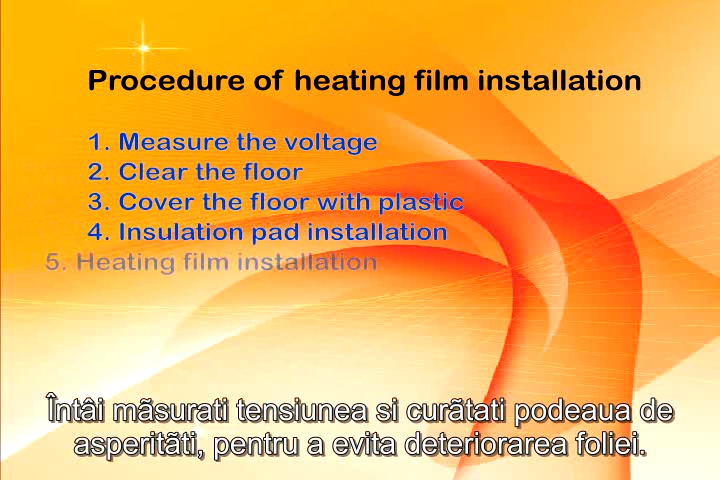 Procedure of heating film installation
1. Measure the voltage
2. Clear the floor
3. Cover the floor with plastic
4. Insulation pad installation
5. Heating film installation
Întâi mãsurati tensiunea si curãtati podeaua de
asperitãti, pentru a evita deteriorarea foliei.